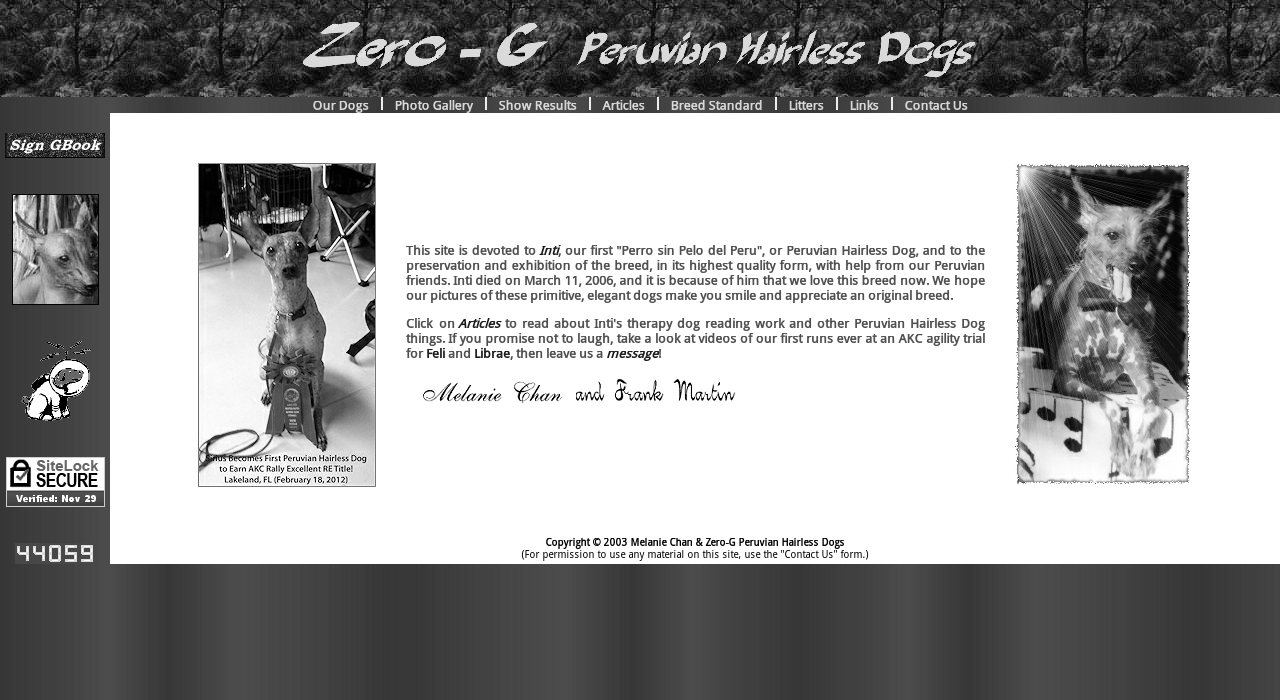 Zero - G Peruvian Hairless Dogs
Our Dogs Photo Gallery Show Results Articles Breed Standard Litters Links Contact Us
Sign GBook
This site is devoted to Inti, our first "Perro sin Pelo del Peru", or Peruvian Hairless Dog, and to the
preservation and exhibition of the breed, in its highest quality form, with help from our Peruvian
friends. Inti died on March 11, 2006, and it is because of him that we love this breed now. We hope
our pictures of these primitive, elegant dogs make you smile and appreciate an original breed.
Click on Articles to read about Inti's therapy dog reading work and other Peruvian Hairless Dog
things. If you promise not to laugh, take a look at videos of our first runs ever at an AKC agility trial
for Feli and Librae, then leave us a message!
Melanie Chan and Frank Martin
Becomes First Peruvian Hairless Dog
to Earn AKC Rally Excellent RE Title!
Lakeland, FL (February 18, 2012)
SiteLock
SECURE
Verified: Nov 29
44059
Copyright © 2003 Melanie Chan & Zero-G Peruvian Hairless Dogs
(For permission to use any material on this site, use the "Contact Us" form.)